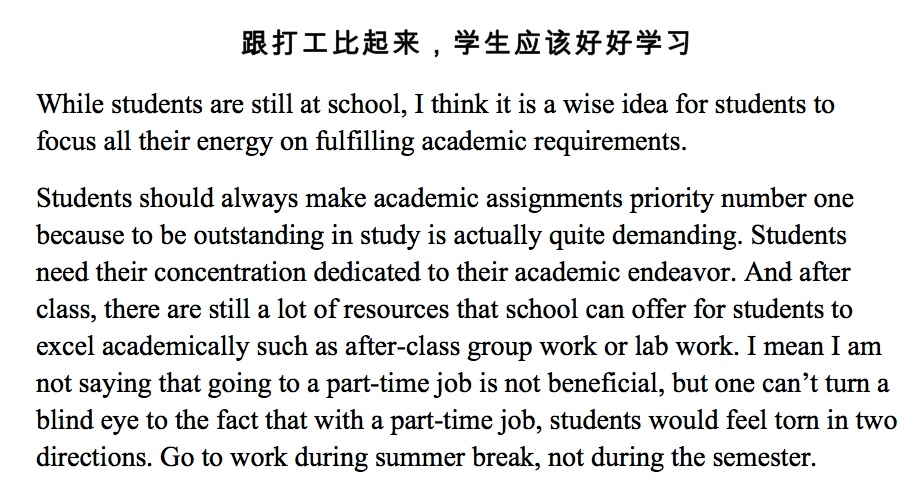 跟打工比起来，学生应该好好学习
While students are still at school, I think it is a wise idea for students to
focus all their energy on fulfilling academic requirements.
Students should always make academic assignments priority number one
because to be outstanding in study is actually quite demanding. Students
need their concentration dedicated to their academic endeavor. And after
class, there are still a lot of resources that school can offer for students to
excel academically such as after-class group work or lab work. I mean I am
not saying that going to a part-time job is not beneficial, but one can’t turn a
blind eye to the fact that with a part-time job, students would feel torn in two
directions. Go to work during summer break, not during the semester.